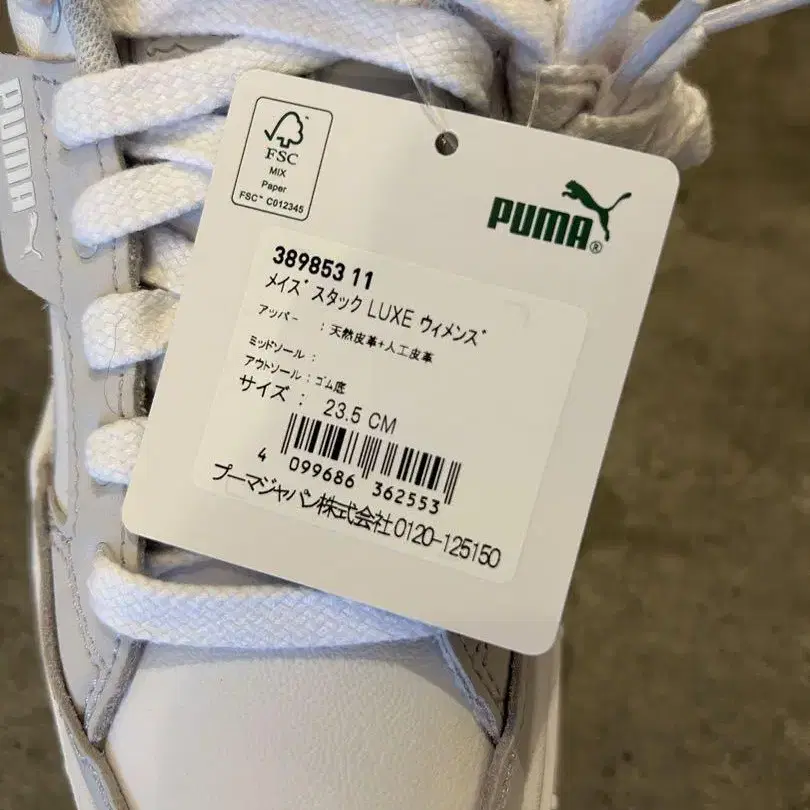 FSC
MIX
Paper
FSC™ C012345
PUMA®
PUMA
389853 11
メイズ スタック LUXE ウィメンズ
アッパー : 天然皮革+人工皮革
ミッドソール :
アウトソール : ゴム底
サイズ : 23.5 CM
4 099686 362553
プーマジャパン株式会社 0120-125150